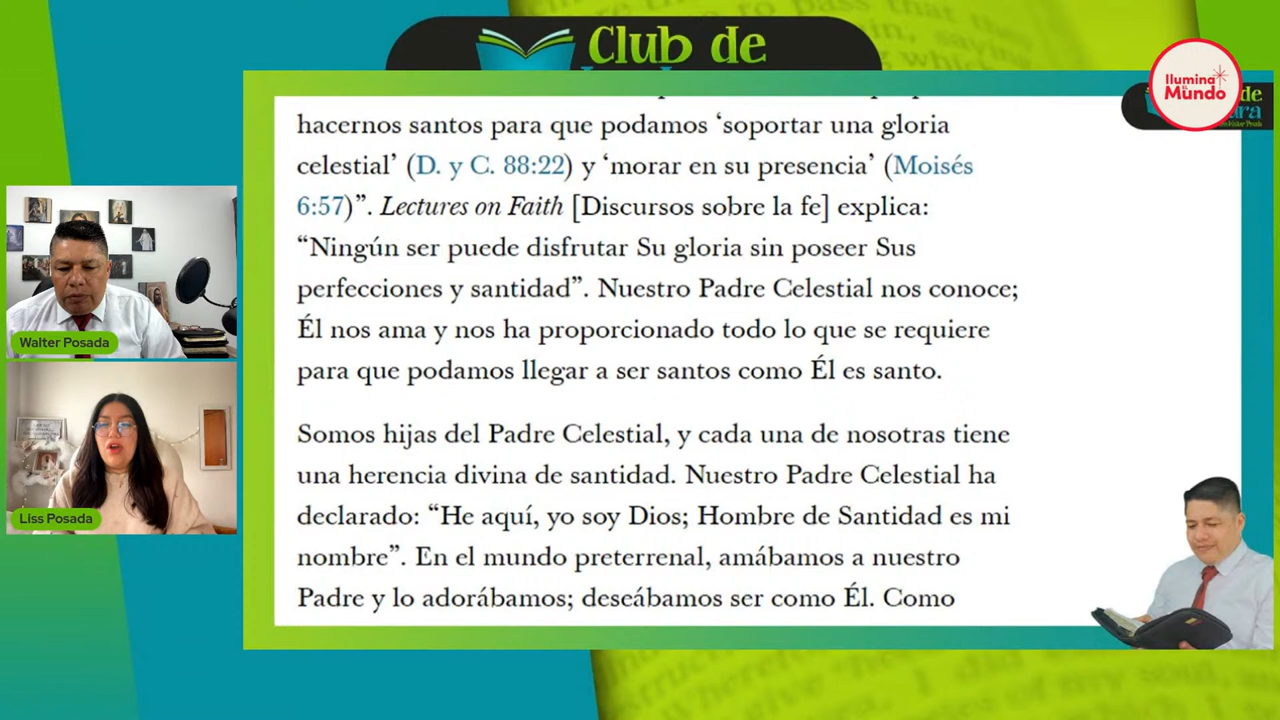 Club de
Ilumina
EL
Mundo
de
hacernos santos para que podamos ‘soportar una gloria
celestial’ (D. y C. 88:22) y ‘morar en su presencia’ (Moisés
6:57)”. Lectures on Faith [Discursos sobre la fe] explica:
“Ningún ser puede disfrutar Su gloria sin poseer Sus
perfecciones y santidad”. Nuestro Padre Celestial nos conoce;
Él nos ama y nos ha proporcionado todo lo que se requiere
para que podamos llegar a ser santos como Él es santo.
Somos hijas del Padre Celestial, y cada una de nosotras tiene
una herencia divina de santidad. Nuestro Padre Celestial ha
declarado: “He aquí, yo soy Dios; Hombre de Santidad es mi
nombre”. En el mundo preterrenal, amábamos a nuestro
Padre y lo adorábamos; deseábamos ser como Él. Como
Walter Posada
Liss Posada